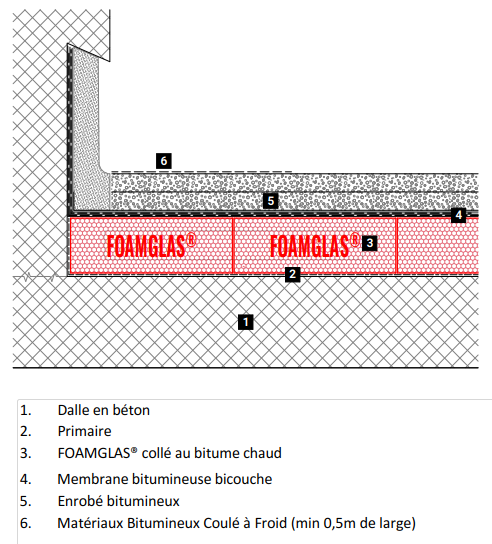 6
5
4
FOAMGLAS® FOAMGLAS® 3
2
1
1. Dalle en béton
2. Primaire
3. FOAMGLAS® collé au bitume chaud
4. Membrane bitumineuse bicouche
5 Enrobé bitumineux
6. Matériaux Bitumineux Coulé à Froid (min 0,5m de large)